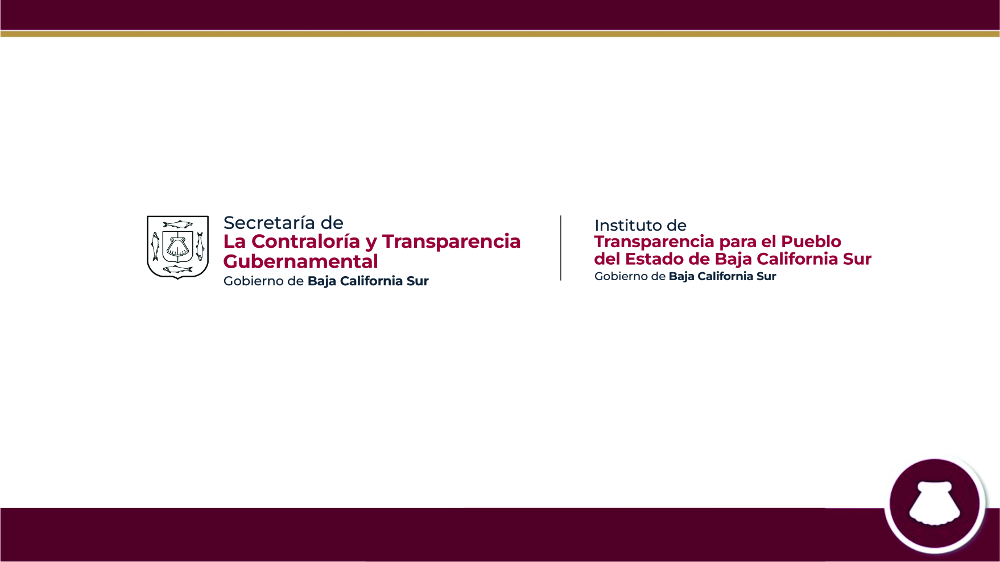 Secretaría de
La Contraloría y Transparencia
Gubernamental
Gobierno de Baja California Sur
Instituto de
Transparencia para el Pueblo
del Estado de Baja California Sur
Gobierno de Baja California Sur